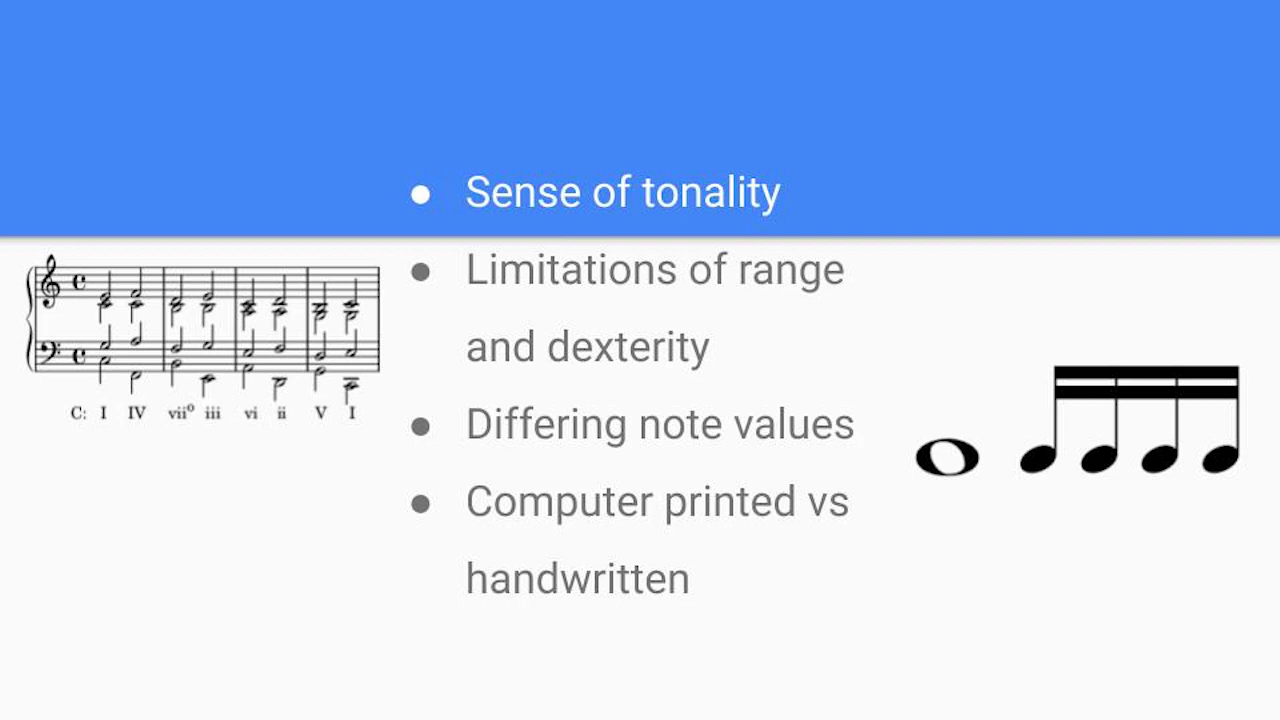 ● Sense of tonality
● Limitations of range
and dexterity
● Differing note values
● Computer printed vs
handwritten
C: I IV viiº iii vi ii V I